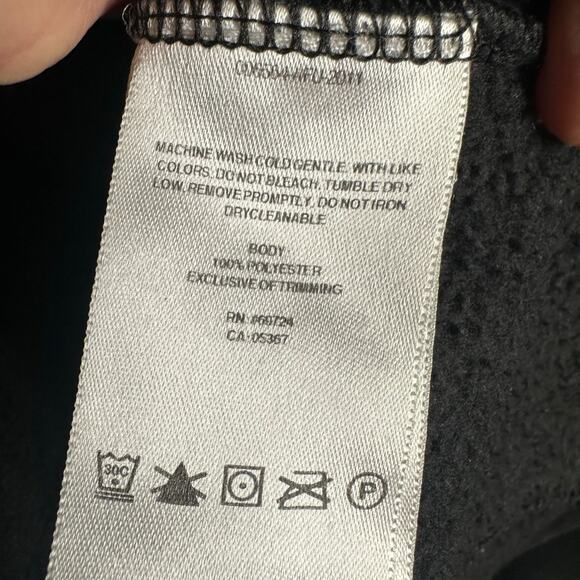 MACHINE WASH COLD GENTLE, WITH LIKE
COLORS, DO NOT BLEACH, TUMBLE DRY
LOW, REMOVE PROMPTLY, DO NOT IRON,
DRYCLEANABLE
BODY
100% POLYESTER
EXCLUSIVE OF TRIMMING
RN #66724
CA 05367
30C
P